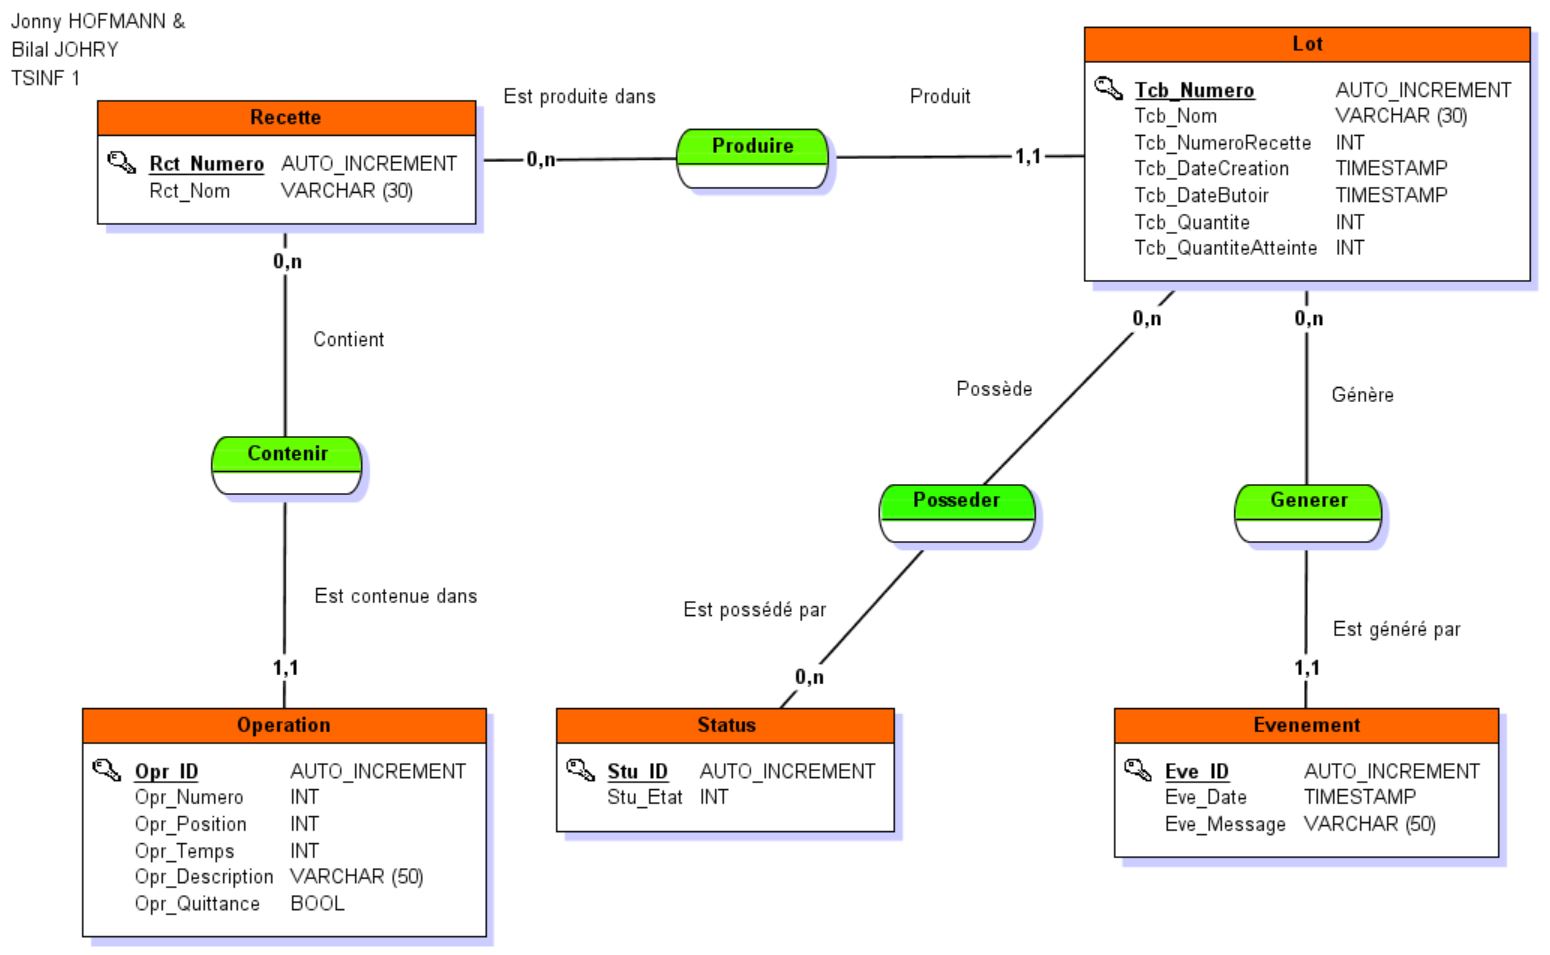 Jonny HOFMANN &
Bilal JOHRY
TSINF 1
Recette
Rct_Numero AUTO_INCREMENT
Rct_Nom VARCHAR (30)
Est produite dans
Produit
0,n
Produire
1,1
Lot
Tcb_Numero AUTO_INCREMENT
Tcb_Nom VARCHAR (30)
Tcb_NumeroRecette INT
Tcb_DateCreation TIMESTAMP
Tcb_DateButoir TIMESTAMP
Tcb_Quantite INT
Tcb_QuantiteAtteinte INT
0,n
Contient
Contenir
Est contenue dans
1,1
0,n
Possède
Posseder
Est possédé par
0,n
0,n
Génère
Generer
Est généré par
1,1
Operation
Opr_ID AUTO_INCREMENT
Opr_Numero INT
Opr_Position INT
Opr_Temps INT
Opr_Description VARCHAR (50)
Opr_Quittance BOOL
Status
Stu_ID AUTO_INCREMENT
Stu_Etat INT
Evenement
Eve_ID AUTO_INCREMENT
Eve_Date TIMESTAMP
Eve_Message VARCHAR (50)